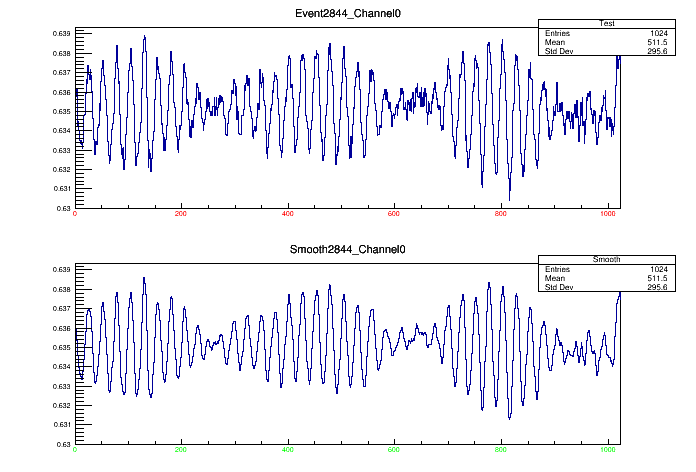 Event2844_Channel0
Test
Entries 1024
Mean 511.5
Std Dev 295.6
0.639
0.638
0.637
0.636
0.635
0.634
0.633
0.632
0.631
0.63
0 200 400 600 800 1000
Smooth2844_Channel0
Smooth
Entries 1024
Mean 511.5
Std Dev 295.6
0.639
0.638
0.637
0.636
0.635
0.634
0.633
0.632
0.631
0.63
0 200 400 600 800 1000